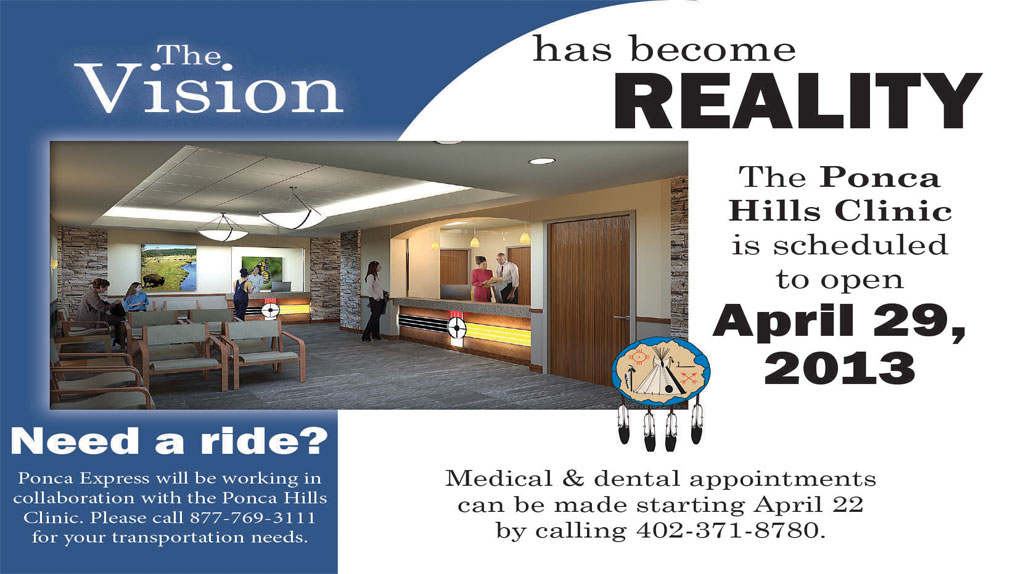 The
Vision
has become
REALITY
The Ponca
Hills Clinic
is scheduled
to open
April 29,
2013
Need a ride?
Ponca Express will be working in
collaboration with the Ponca Hills
Clinic. Please call 877-769-3111
for your transportation needs.
Medical & dental appointments
can be made starting April 22
by calling 402-371-8780.